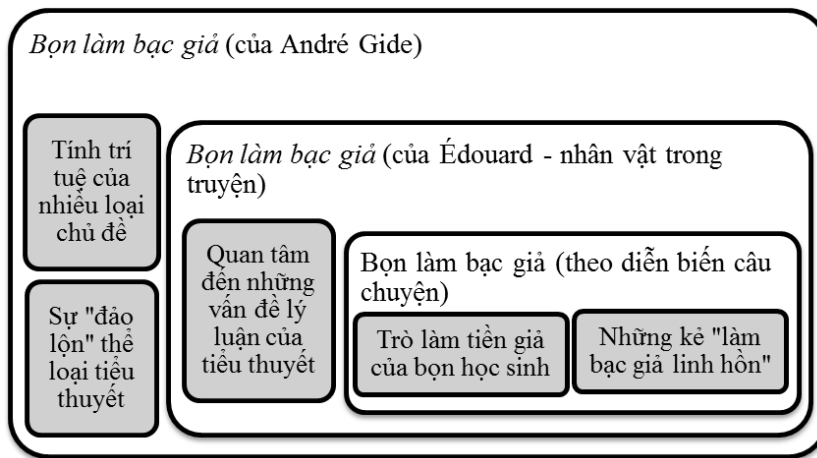 Bọn làm bạc giả (của André Gide)
Tính trí
tuệ của
nhiều loại
chủ đề
Sự "đảo
lộn" thể
loại tiểu
thuyết
Bọn làm bạc giả (của Édouard - nhân vật trong
truyện)
Quan tâm
đến những
vấn đề lý
luận của
tiểu thuyết
Bọn làm bạc giả (theo diễn biến câu
chuyện)
Trò làm tiền giả
của bọn học sinh
Những kẻ "làm
bạc giả linh hồn"